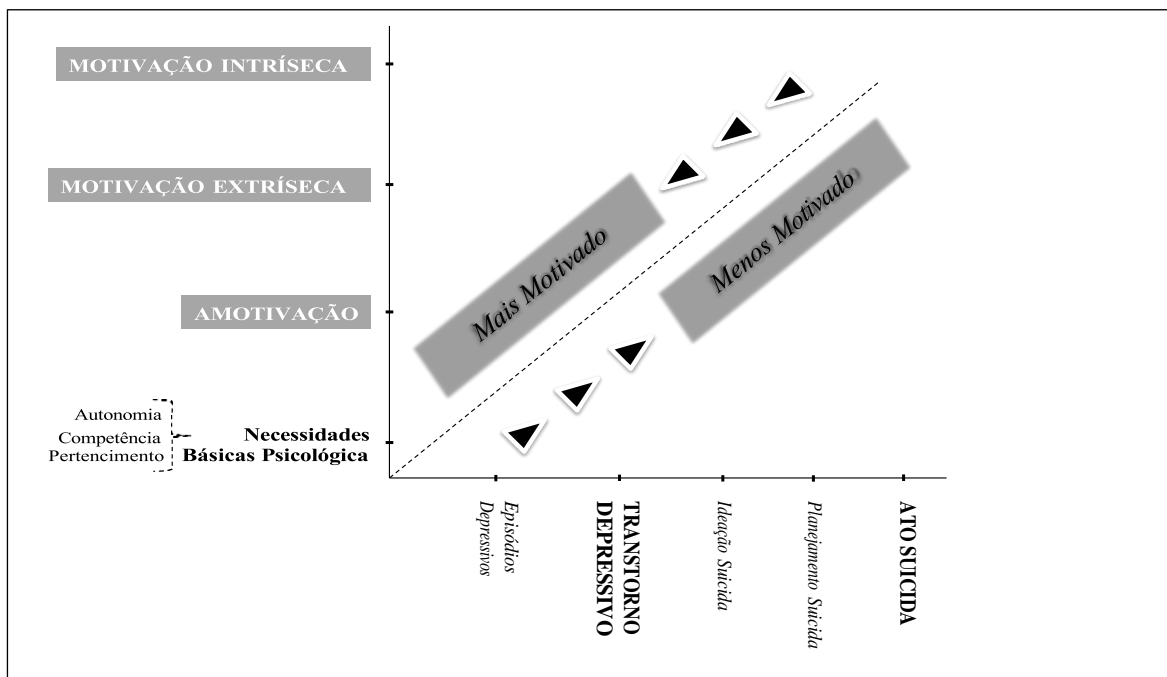 MOTIVAÇÃO INTRÍSECA
MOTIVAÇÃO EXTRÍSECA
AMOTIVAÇÃO
Autonomia
Competência
Pertencimento
Necessidades
Básicas Psicológica
Mais Motivado
Menos Motivado
Episódios
Depressivos
TRANSTORNO
DEPRESSIVO
Ideação Suicida
Planejamento Suicida
ATO SUICIDA